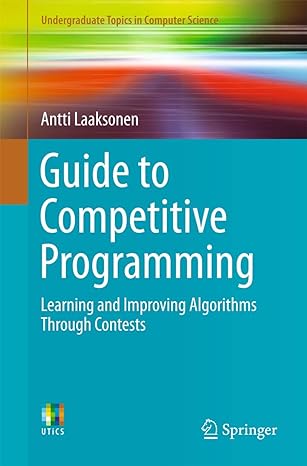 Undergraduate Topics in Computer Science
Antti Laaksonen
Guide to
Competitive
Programming
Learning and Improving Algorithms
Through Contests
UTiCS
Springer